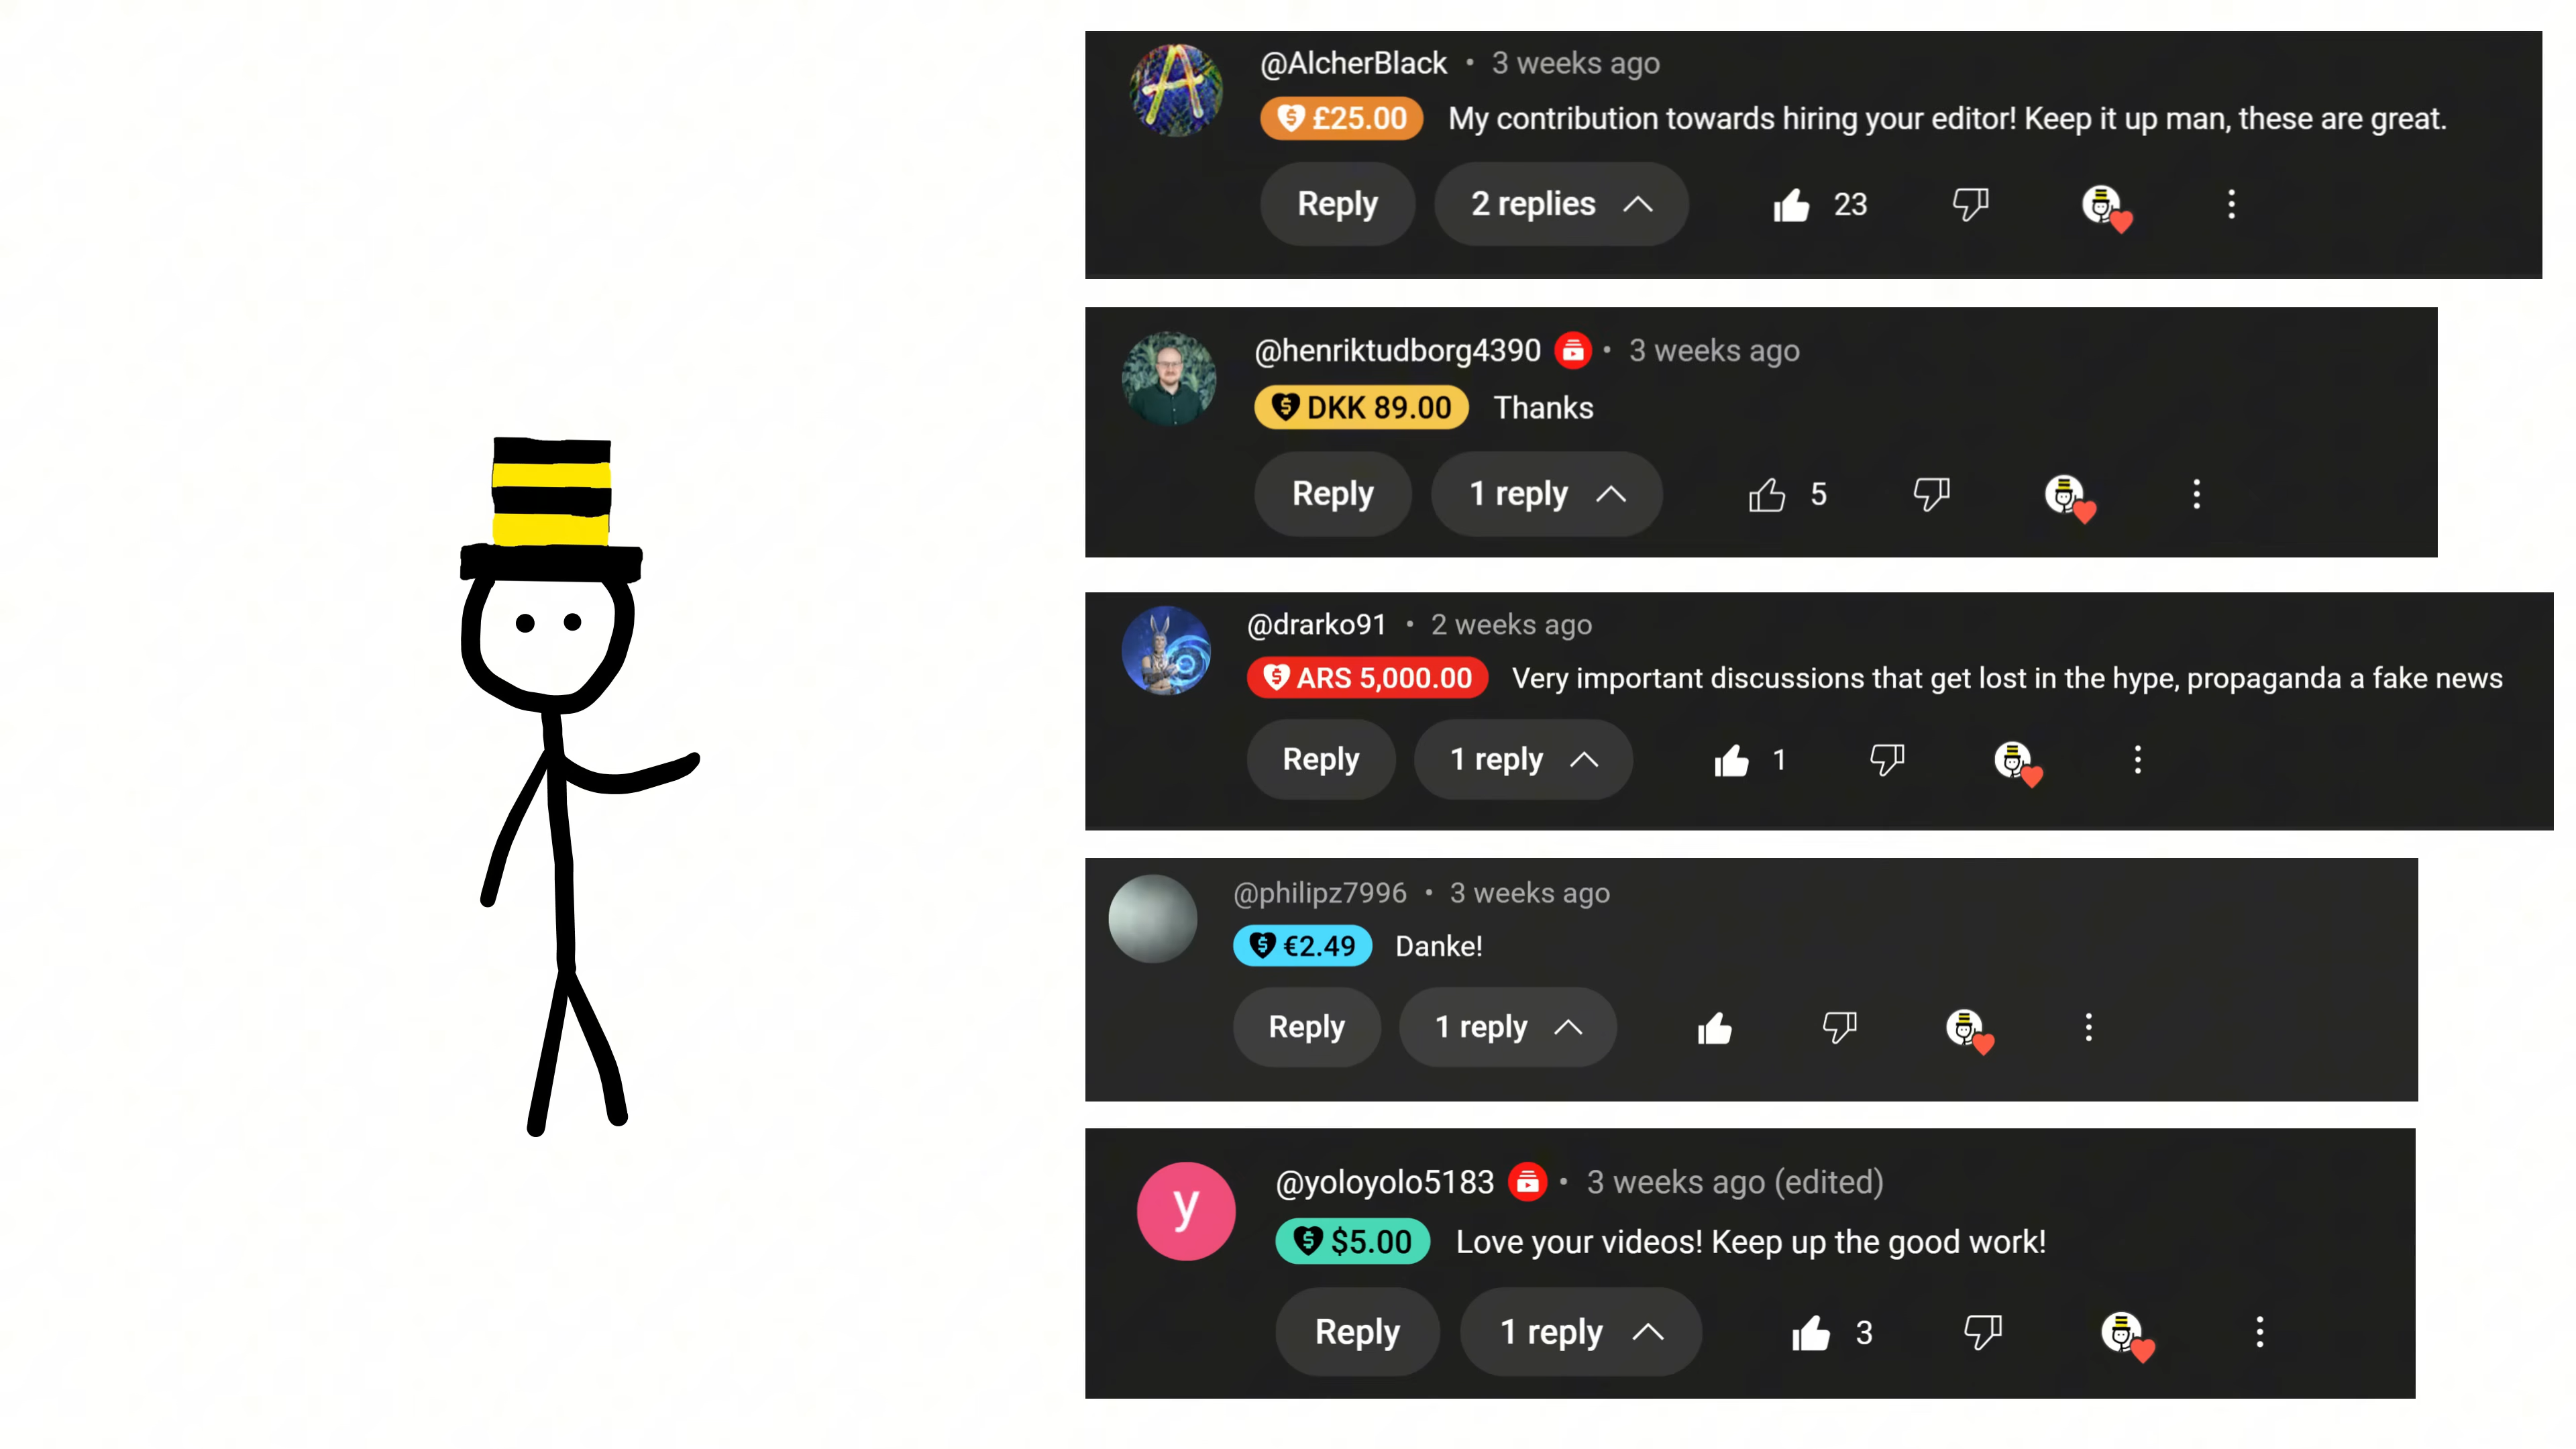 @AlcherBlack • 3 weeks ago
£25.00 My contribution towards hiring your editor! Keep it up man, these are great.
Reply 2 replies 23
@henriktudborg4390 • 3 weeks ago
DKK 89.00 Thanks
Reply 1 reply 5
@drarko91 • 2 weeks ago
ARS 5,000.00 Very important discussions that get lost in the hype, propaganda a fake news
Reply 1 reply 1
@philipz7996 • 3 weeks ago
€2.49 Danke!
Reply 1 reply
y
@yoloyolo5183 • 3 weeks ago (edited)
$5.00 Love your videos! Keep up the good work!
Reply 1 reply 3